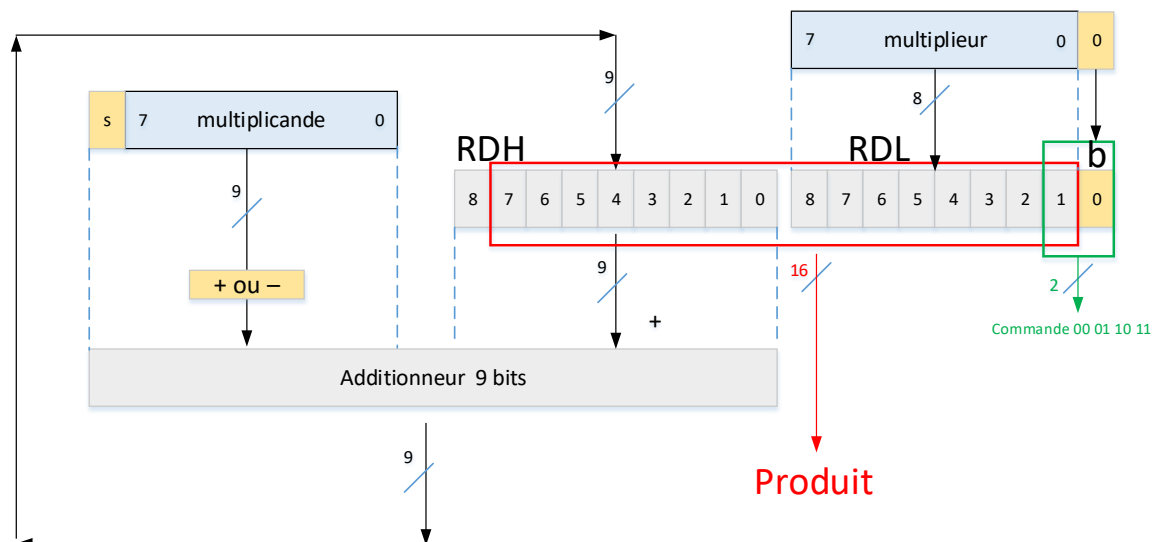 7 multiplieur 0 0
9
8
s 7 multiplicande 0
RDH RDL b
8 7 6 5 4 3 2 1 0 8 7 6 5 4 3 2 1 0
9
9
16
2
+ ou –
+
Commande 00 01 10 11
Additionneur 9 bits
9
Produit